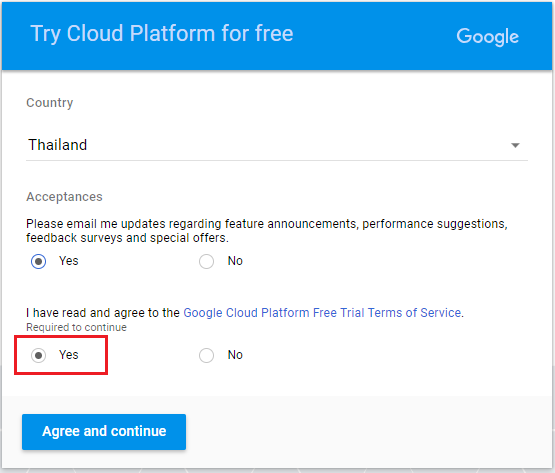 Try Cloud Platform for free
Google
Country
Thailand
Acceptances
Please email me updates regarding feature announcements, performance suggestions,
feedback surveys and special offers.
Yes No
I have read and agree to the Google Cloud Platform Free Trial Terms of Service.
Required to continue
Yes No
Agree and continue